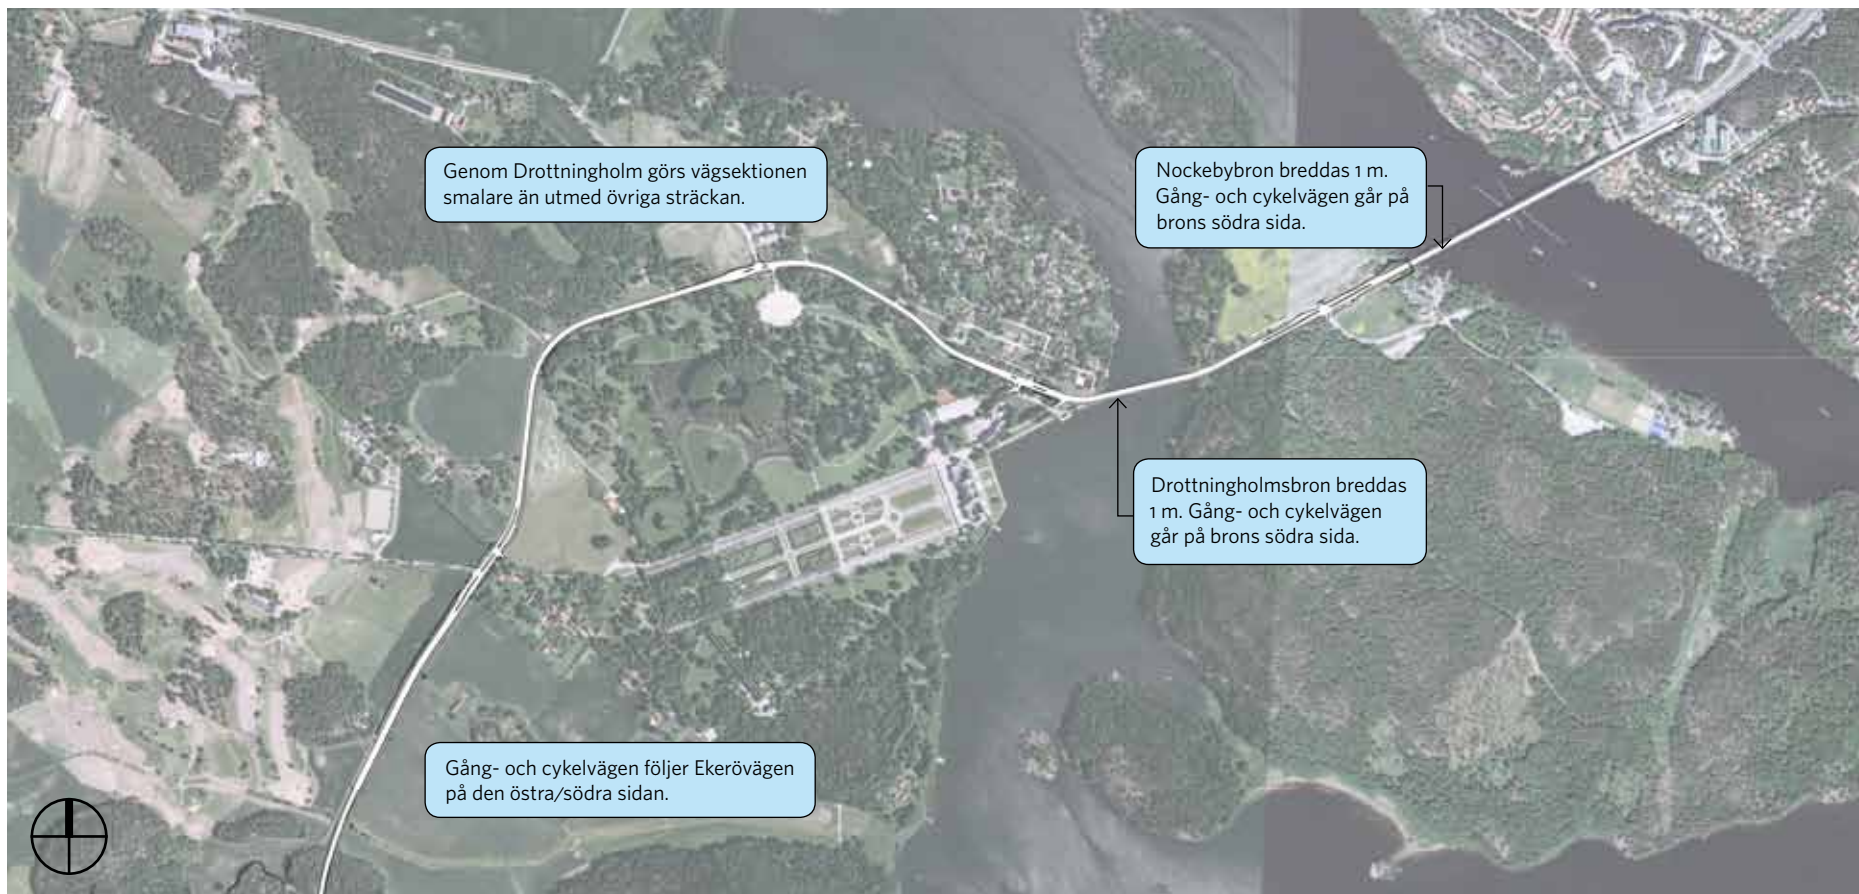 Genom Drottningholm görs vägsektionen
smalare än utmed övriga sträckan.
Nockebybron breddas 1 m.
Gång- och cykelvägen går på
brons södra sida.
Drottningholmsbron breddas
1 m. Gång- och cykelvägen
går på brons södra sida.
Gång- och cykelvägen följer Ekerövägen
på den östra/södra sidan.